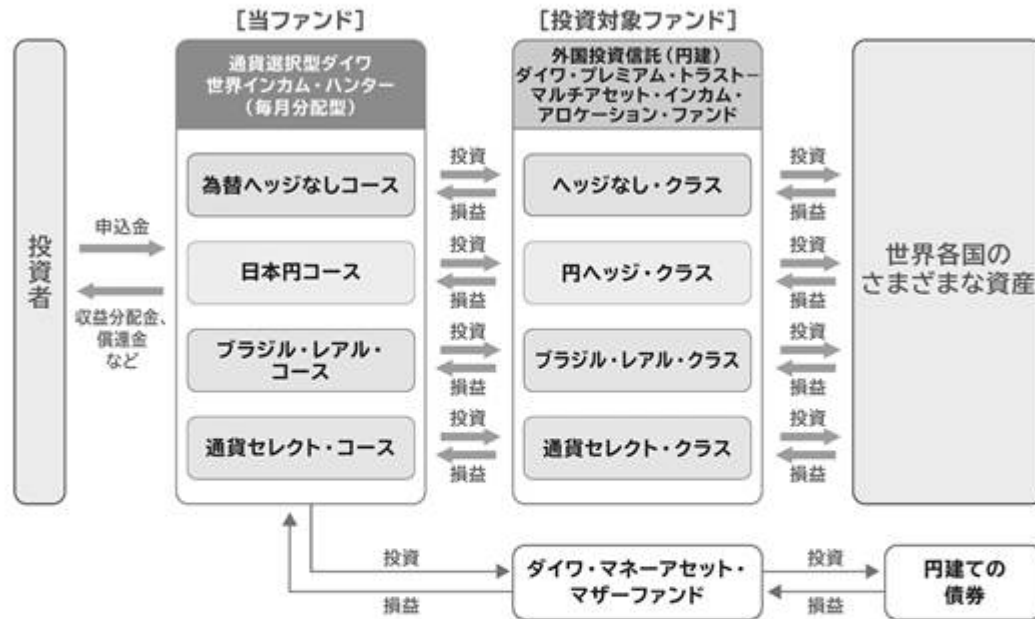 ［当ファンド］
［投資対象ファンド］
投資者
申込金
収益分配金、
償還金
など
通貨選択型ダイワ
世界インカム・ハンター
（毎月分配型）
為替ヘッジなしコース
日本円コース
ブラジル・レアル・
コース
通貨セレクト・コース
投資
損益
投資
損益
投資
損益
投資
損益
外国投資信託（円建）
ダイワ・プレミアム・トラスト－
マルチアセット・インカム・
アロケーション・ファンド
ヘッジなし・クラス
円ヘッジ・クラス
ブラジル・レアル・クラス
通貨セレクト・クラス
投資
損益
投資
損益
投資
損益
投資
損益
世界各国の
さまざまな資産
投資
損益
ダイワ・マネーアセット・
マザーファンド
投資
損益
円建ての
債券